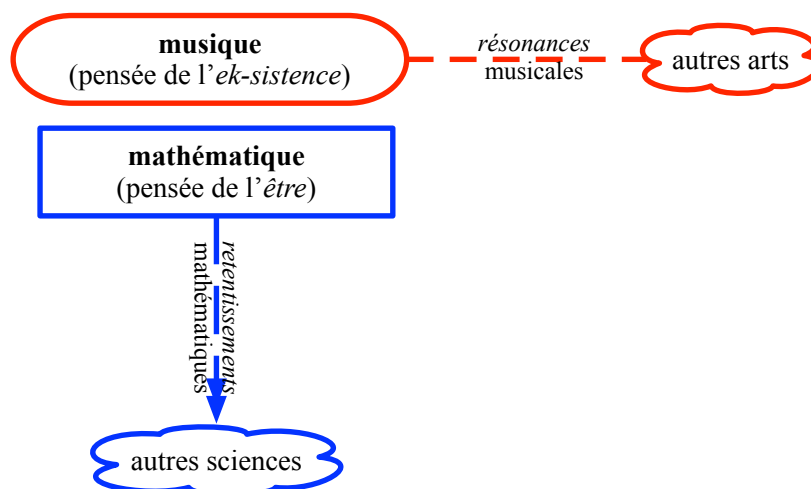 musique
(pensée de l’ek-sistence)
résonances
musicales
autres arts
mathématique
(pensée de l’être)
retentissements
mathématiques
autres sciences